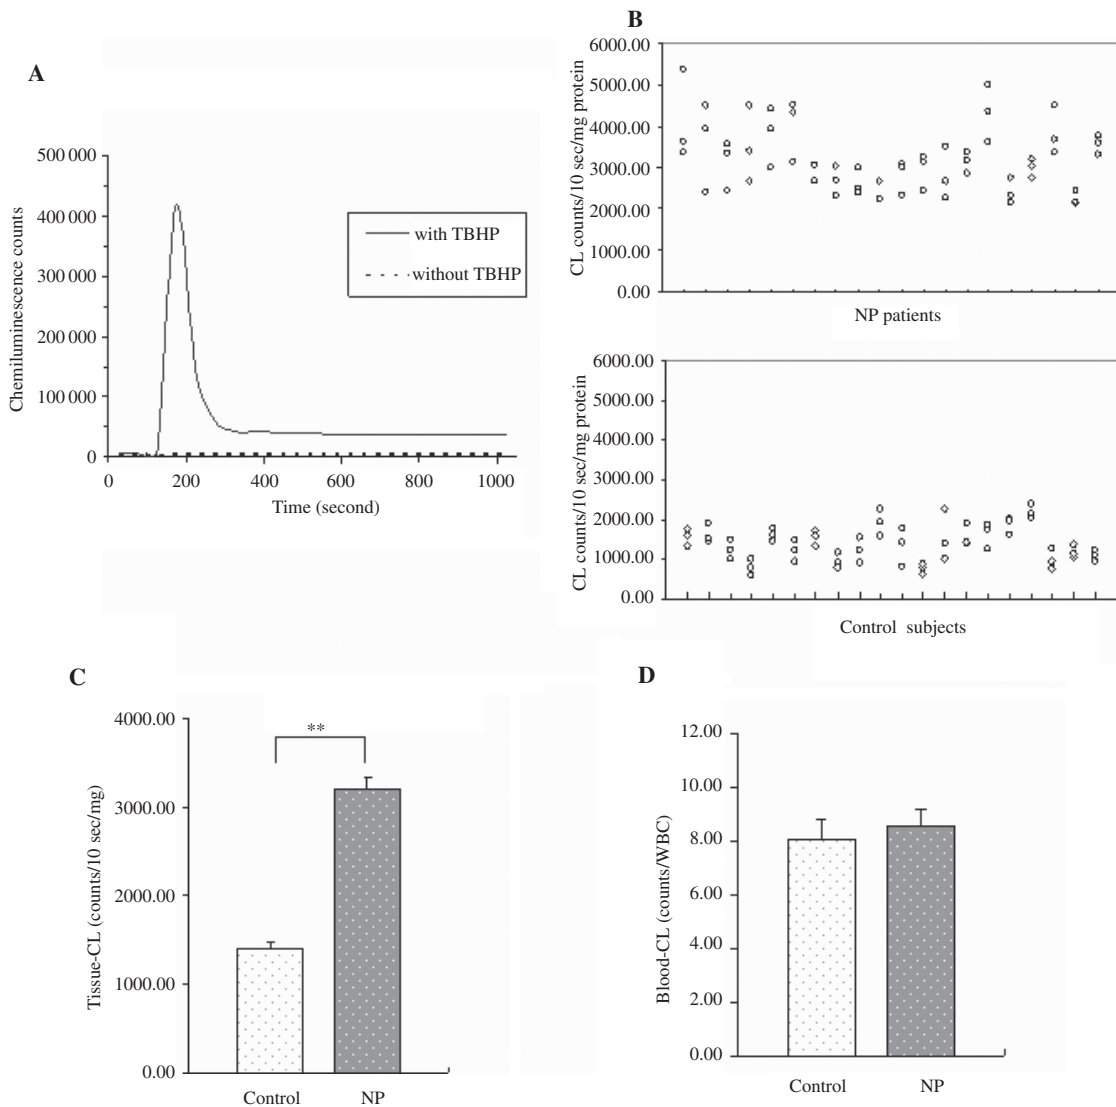 A
500 000
400 000
300 000
200 000
100 000
0
Chemiluminescence counts
with TBHP
without TBHP
0
200
400
600
800
1000
Time (second)
B
6000.00
5000.00
4000.00
3000.00
2000.00
1000.00
0.00
CL counts/10 sec/mg protein
NP patients
6000.00
5000.00
4000.00
3000.00
2000.00
1000.00
0.00
CL counts/10 sec/mg protein
Control subjects
C
4000.00
3000.00
2000.00
1000.00
0.00
Tissue-CL (counts/10 sec/mg)
**
Control
NP
D
12.00
10.00
8.00
6.00
4.00
2.00
0.00
Blood-CL (counts/WBC)
Control
NP